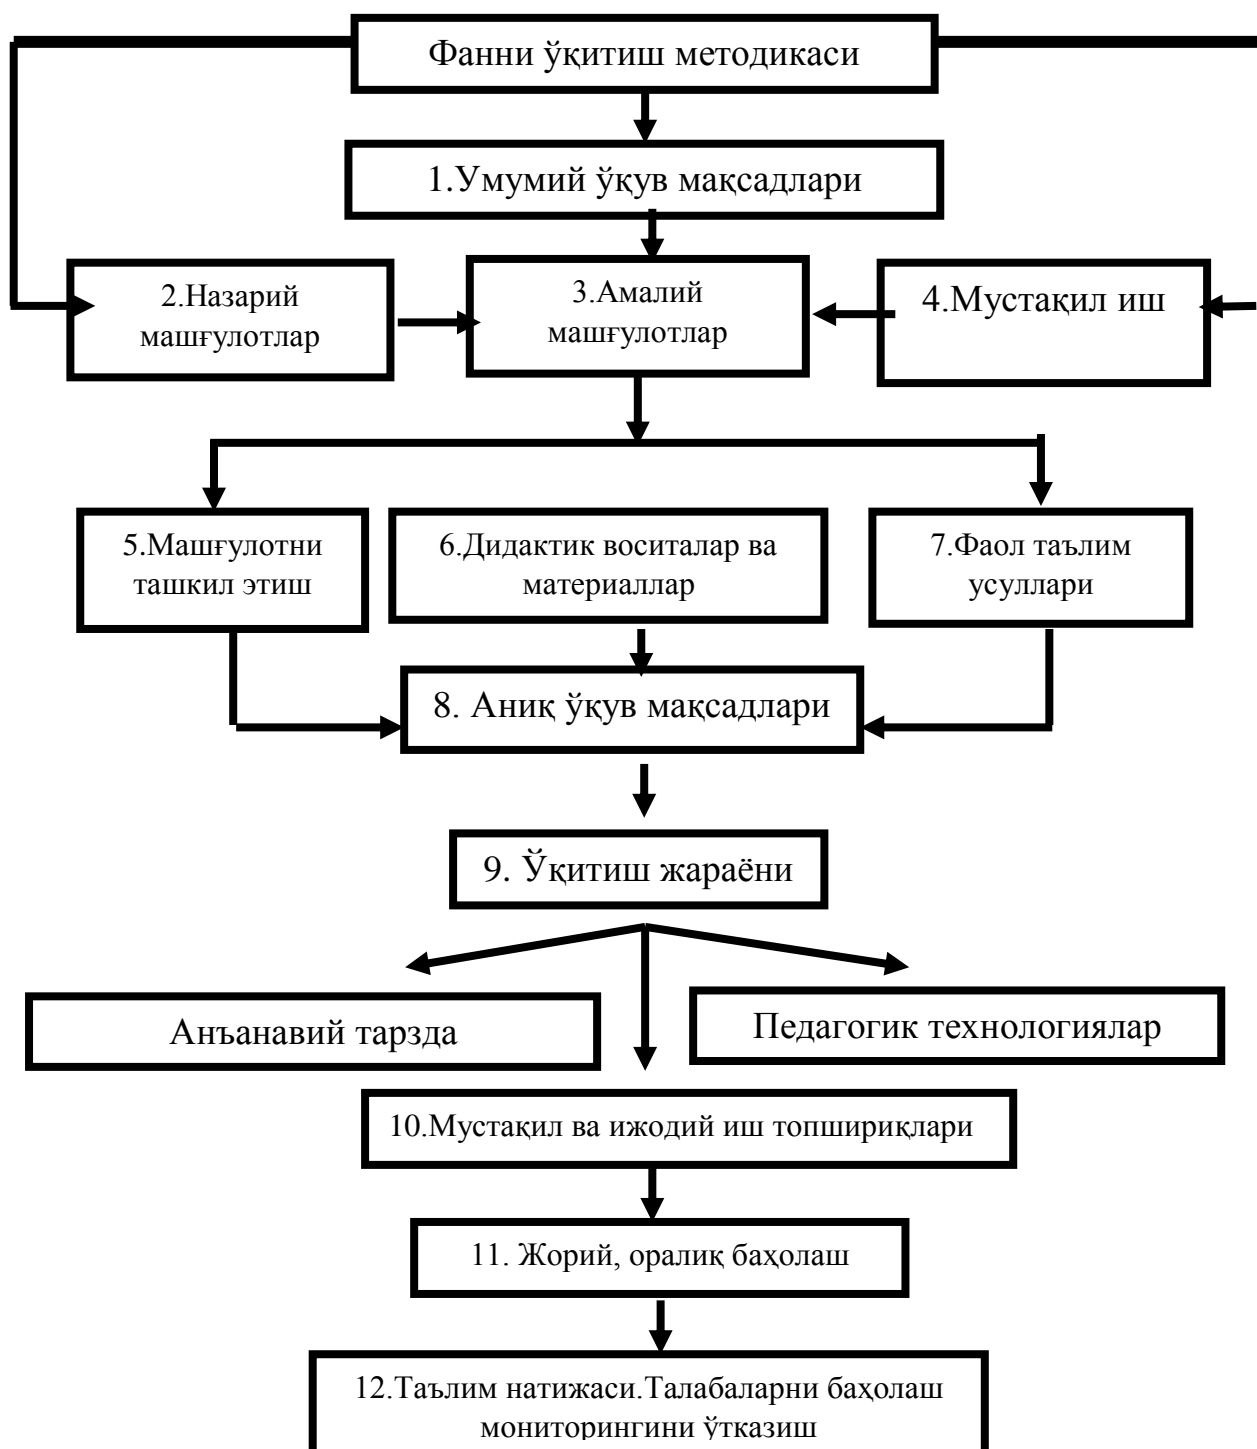 Фанни ўқитиш методикаси
1.Умумий ўқув мақсадлари
2.Назарий
машғулотлар
3.Амалий
машғулотлар
4.Мустақил иш
5.Машғулотни
ташкил этиш
6.Дидактик воситалар ва
материаллар
7.Фаол таълим
усуллари
8. Аниқ ўқув мақсадлари
9. Ўқитиш жараёни
Анъанавий тарзда
Педагогик технологиялар
10.Мустақил ва ижодий иш топшириқлари
11. Жорий, оралиқ баҳолаш
12.Таълим натижаси.Талабаларни баҳолаш
мониторингини ўтказиш